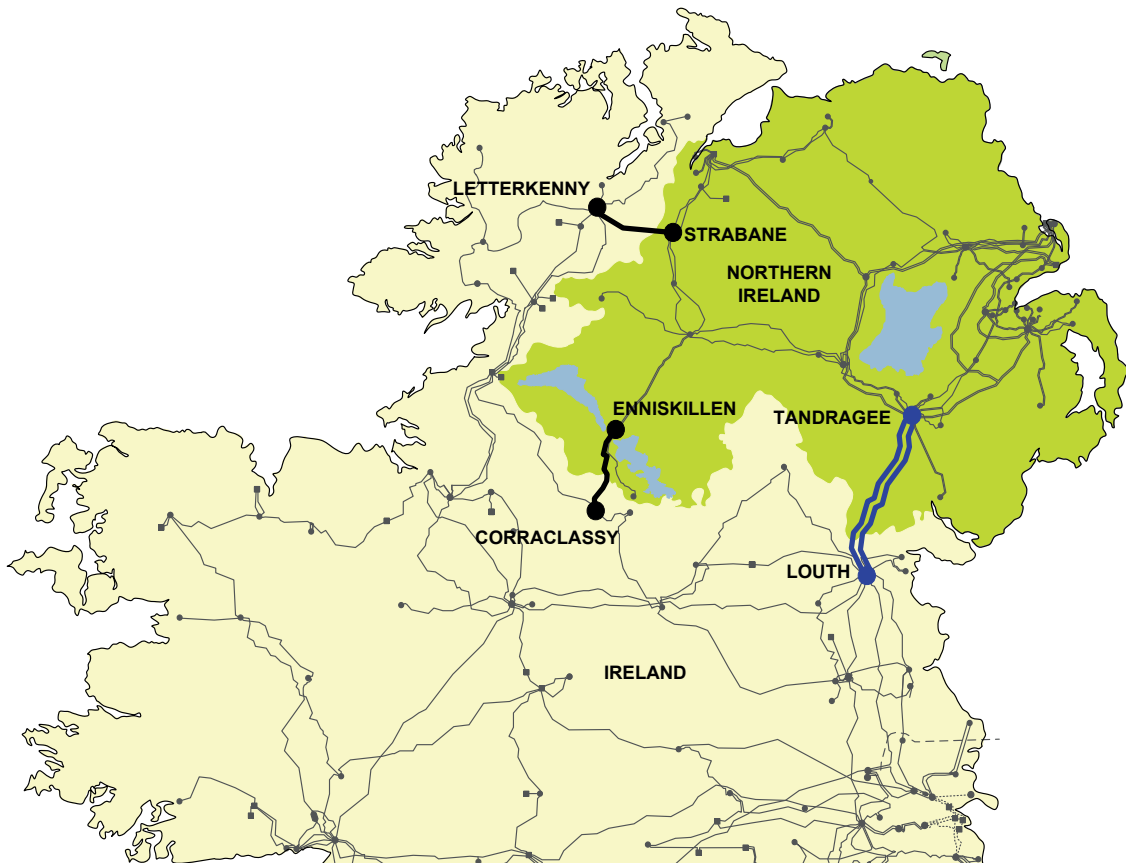 LETTERKENNY
STRABANE
NORTHERN
IRELAND
ENNISKILLEN
TANDRAGEE
CORRACLASSY
LOUTH
IRELAND